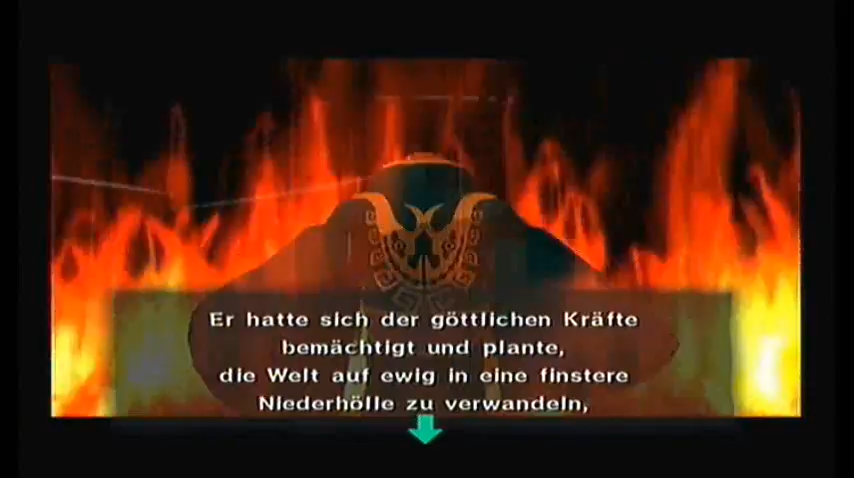 Er hatte sich der göttlichen Kräfte
bemächtigt und plante,
die Welt auf ewig in eine finstere
Niederhölle zu verwandeln,